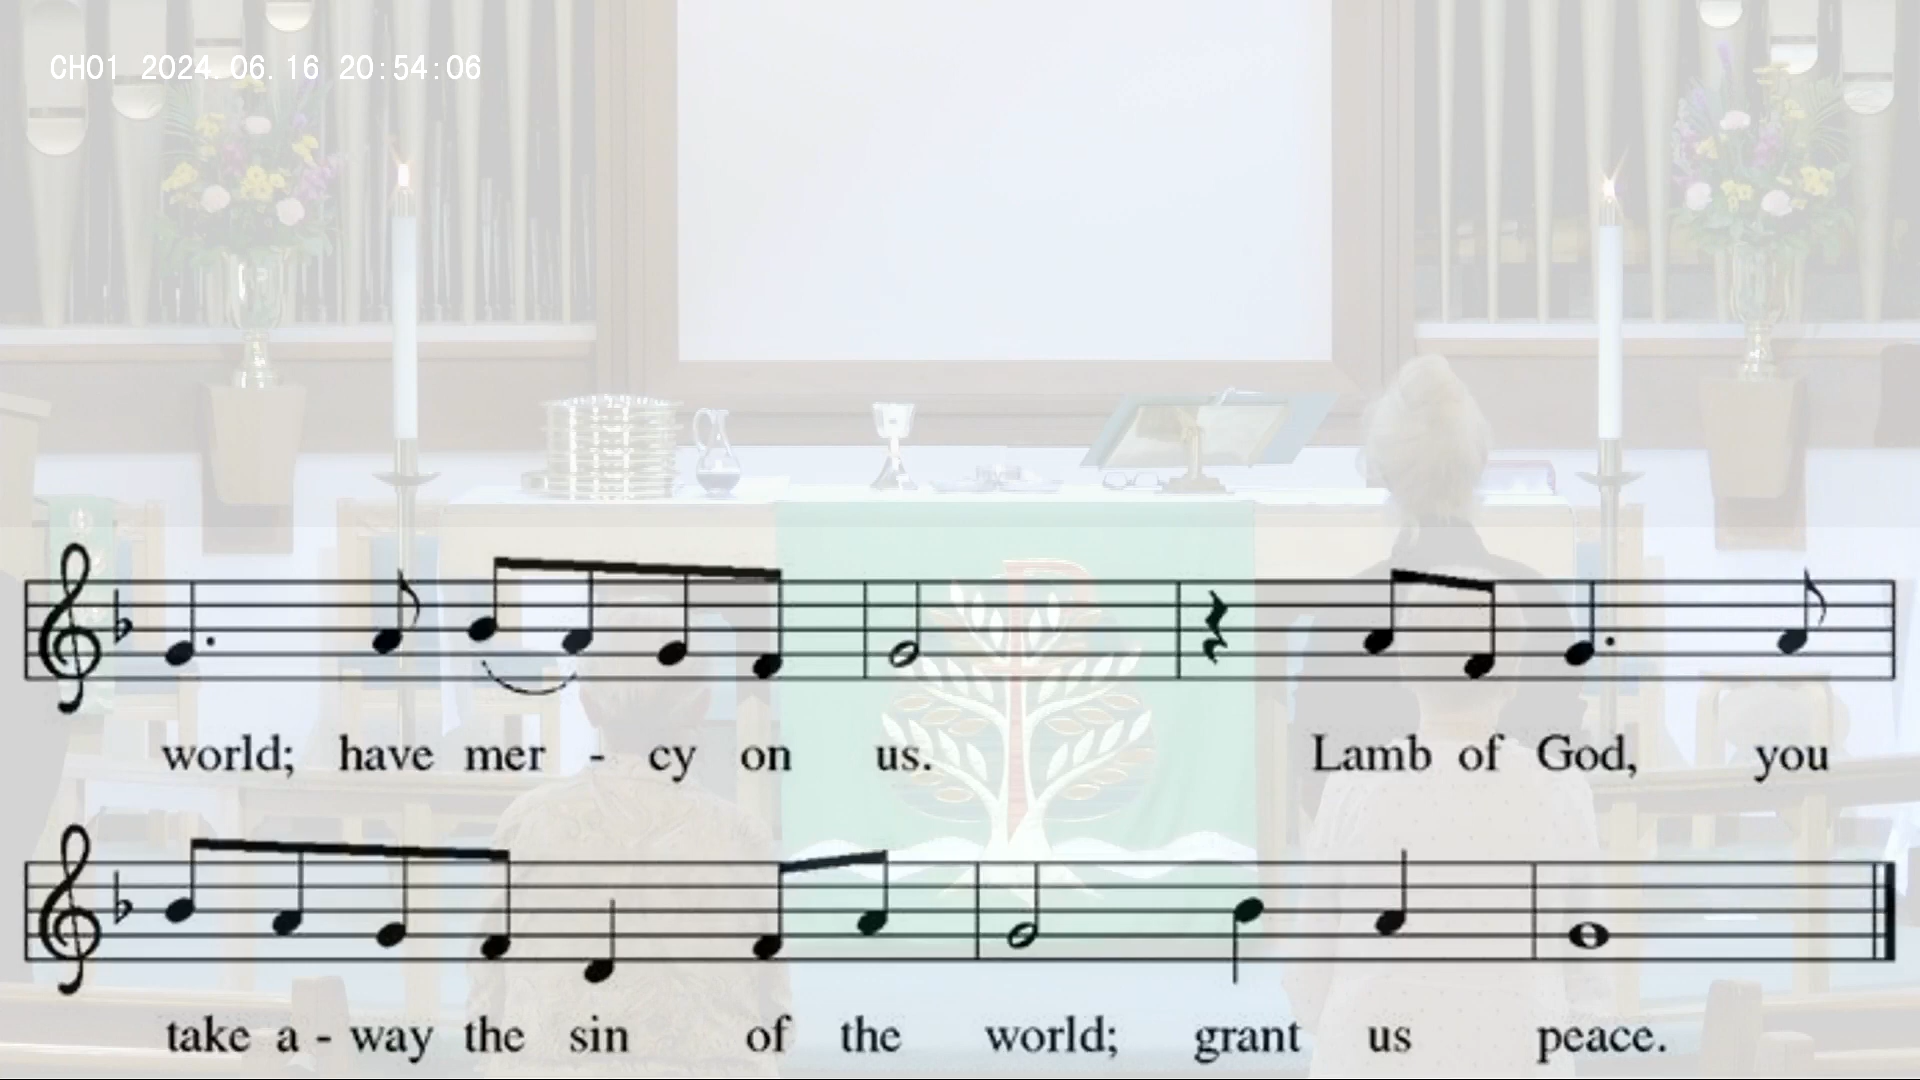 CH01 2024.06.16 20:54:06
world; have mer - cy on us. Lamb of God, you
take a - way the sin of the world; grant us peace.